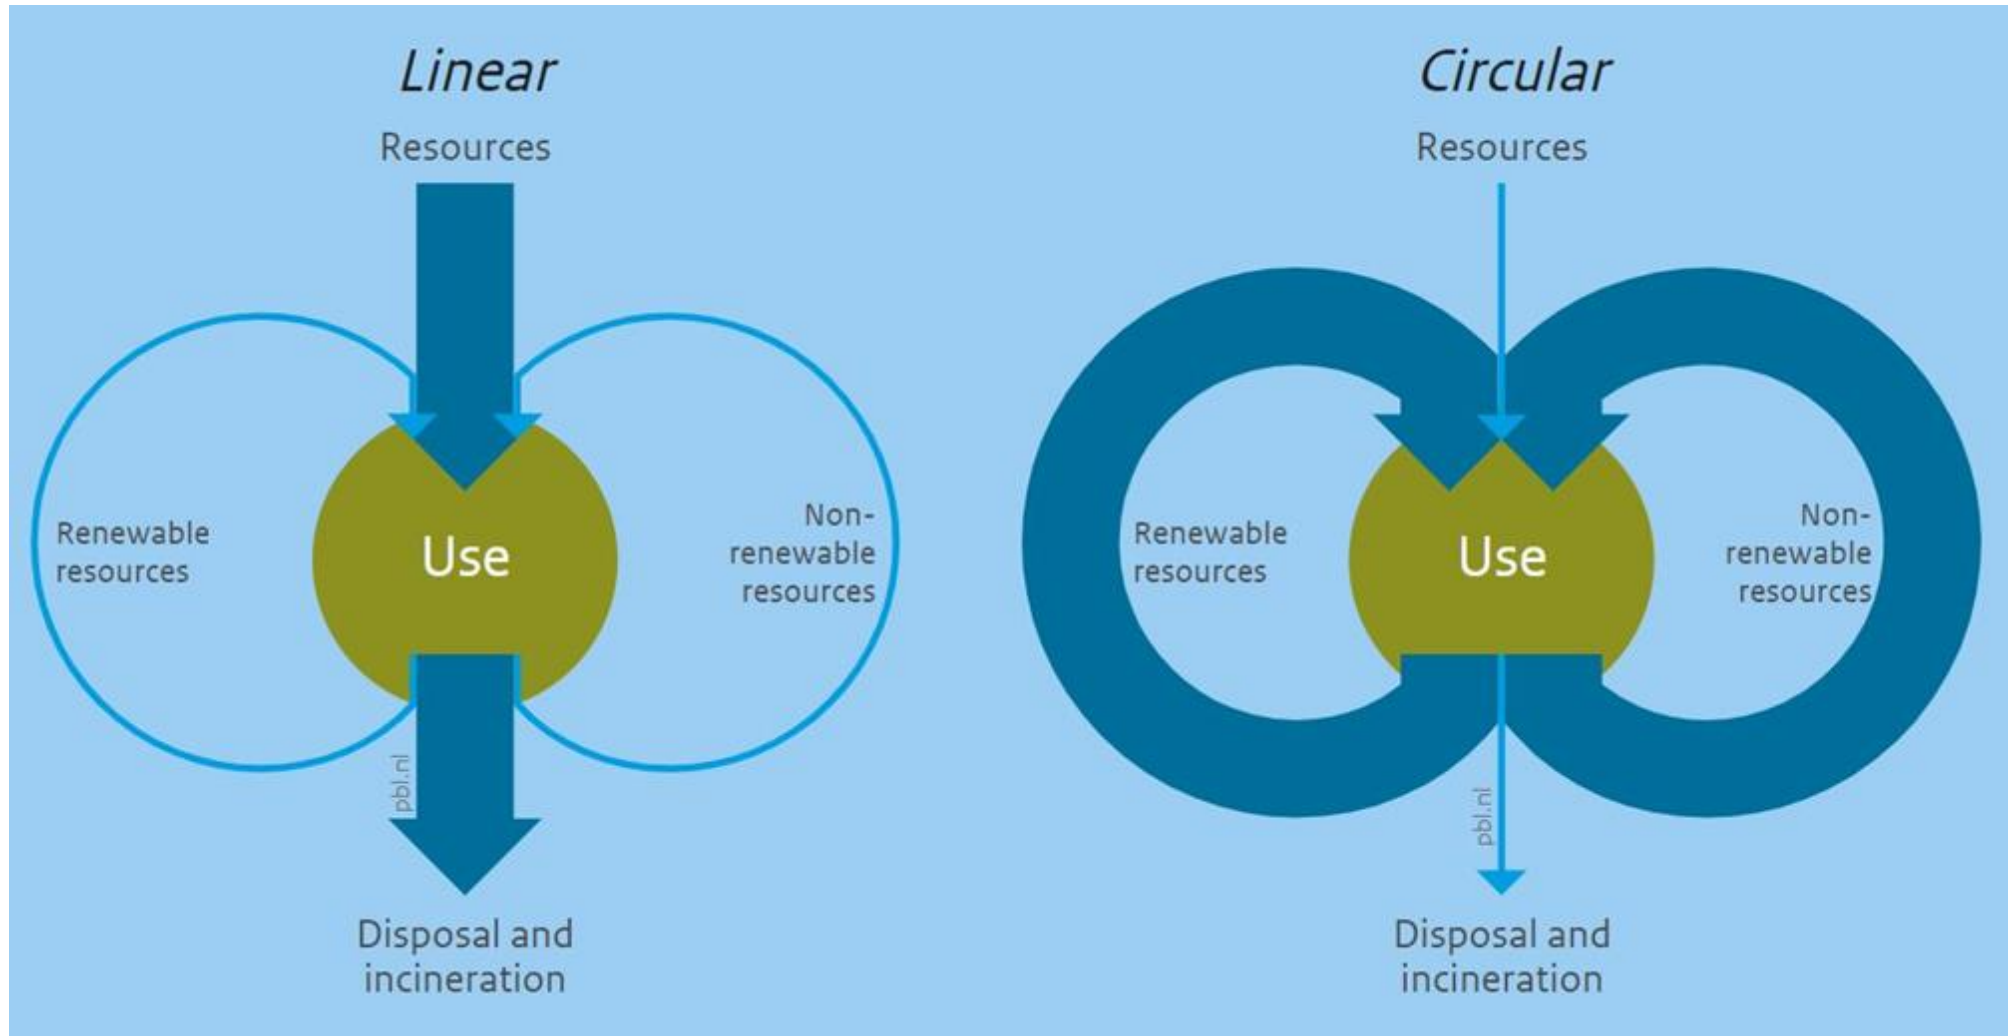 Linear
Resources
Renewable
resources
Use
Non-
renewable
resources
pbl.nl
Disposal and
incineration
Circular
Resources
Renewable
resources
Use
Non-
renewable
resources
pbl.nl
Disposal and
incineration